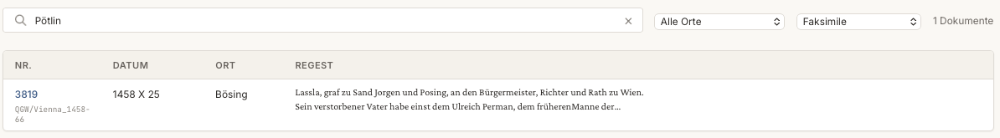 Pötlin × Alle Orte Faksimile 1 Dokumente
NR. DATUM ORT REGEST
3819 1458 X 25 Bösing Lassla, graf zu Sand Jorgen und Posing, an den Bürgermeister, Richter und Rath zu Wien.
QGW/Vienna_1458- Sein verstorbener Vater habe einst dem Ulreich Perman, dem früherenManne der...
66